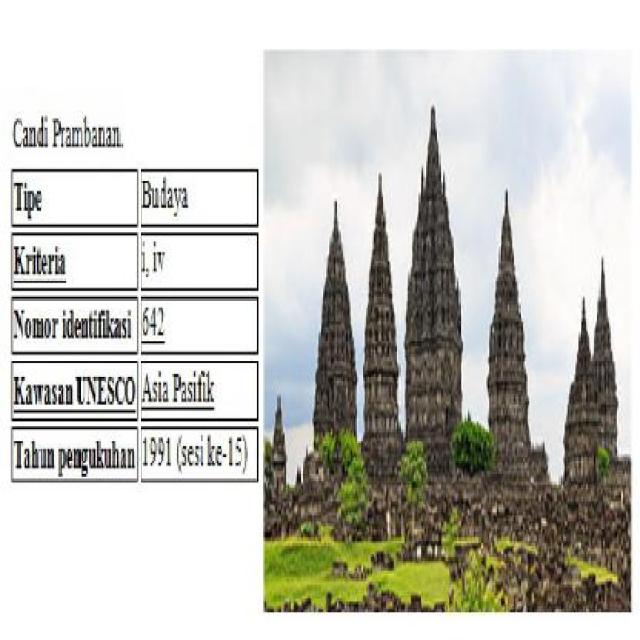 Candi Prambanan.
Tipe Budaya
Kriteria i, iv
Nomor identifikasi 642
Kawasan UNESCO Asia Pasifik
Tahun pengukuhan 1991 (sesi ke-15)